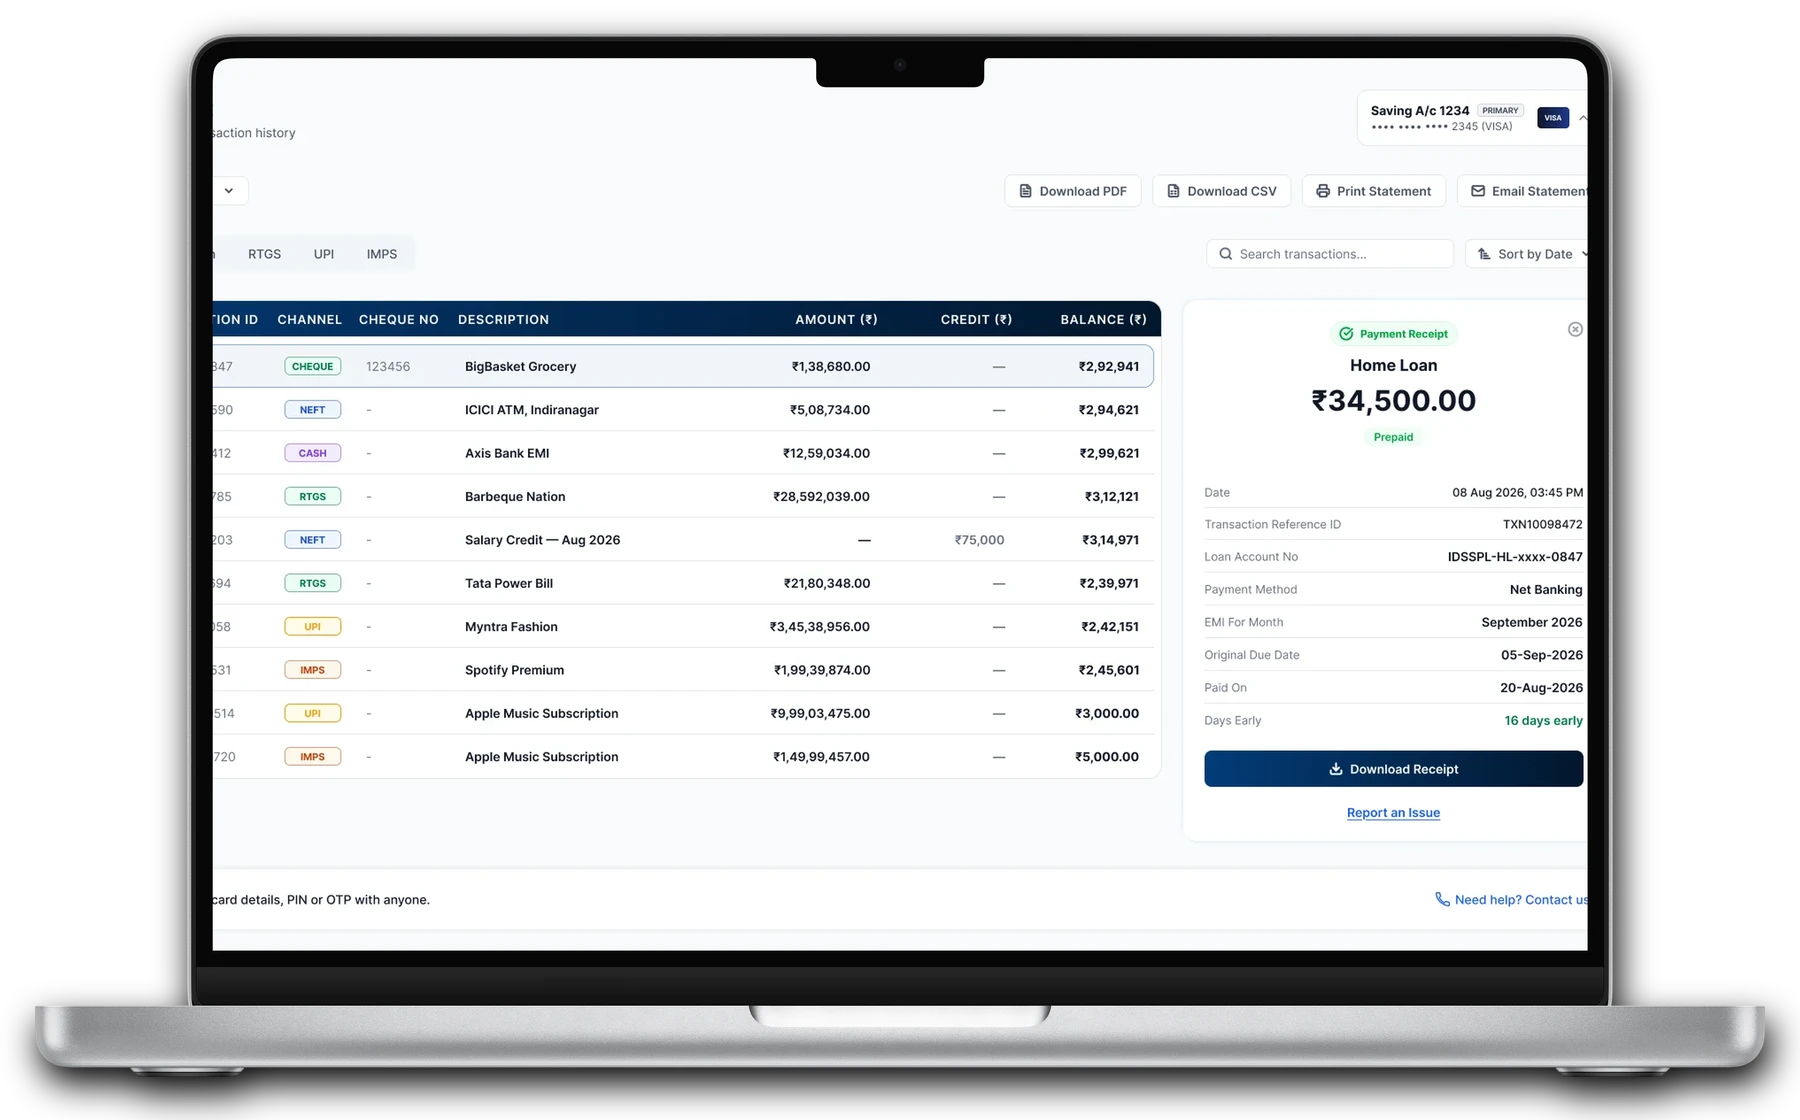 Saving A/c 1234 PRIMARY
•••• •••• •••• 2345 (VISA)
VISA
saction history
Download PDF Download CSV Print Statement Email Statement
RTGS UPI IMPS
Search transactions... Sort by Date
TION ID CHANNEL CHEQUE NO DESCRIPTION AMOUNT (₹) CREDIT (₹) BALANCE (₹)
847 CHEQUE 123456 BigBasket Grocery ₹1,38,680.00 — ₹2,92,941
590 NEFT - ICICI ATM, Indiranagar ₹5,08,734.00 — ₹2,94,621
412 CASH - Axis Bank EMI ₹12,59,034.00 — ₹2,99,621
785 RTGS - Barbeque Nation ₹28,592,039.00 — ₹3,12,121
203 NEFT - Salary Credit — Aug 2026 — ₹75,000 ₹3,14,971
694 RTGS - Tata Power Bill ₹21,80,348.00 — ₹2,39,971
058 UPI - Myntra Fashion ₹3,45,38,956.00 — ₹2,42,151
531 IMPS - Spotify Premium ₹1,99,39,874.00 — ₹2,45,601
514 UPI - Apple Music Subscription ₹9,99,03,475.00 — ₹3,000.00
720 IMPS - Apple Music Subscription ₹1,49,99,457.00 — ₹5,000.00
Payment Receipt
Home Loan
₹34,500.00
Prepaid
Date 08 Aug 2026, 03:45 PM
Transaction Reference ID TXN10098472
Loan Account No IDSSPL-HL-xxxx-0847
Payment Method Net Banking
EMI For Month September 2026
Original Due Date 05-Sep-2026
Paid On 20-Aug-2026
Days Early 16 days early
Download Receipt
Report an Issue
card details, PIN or OTP with anyone.
Need help? Contact us